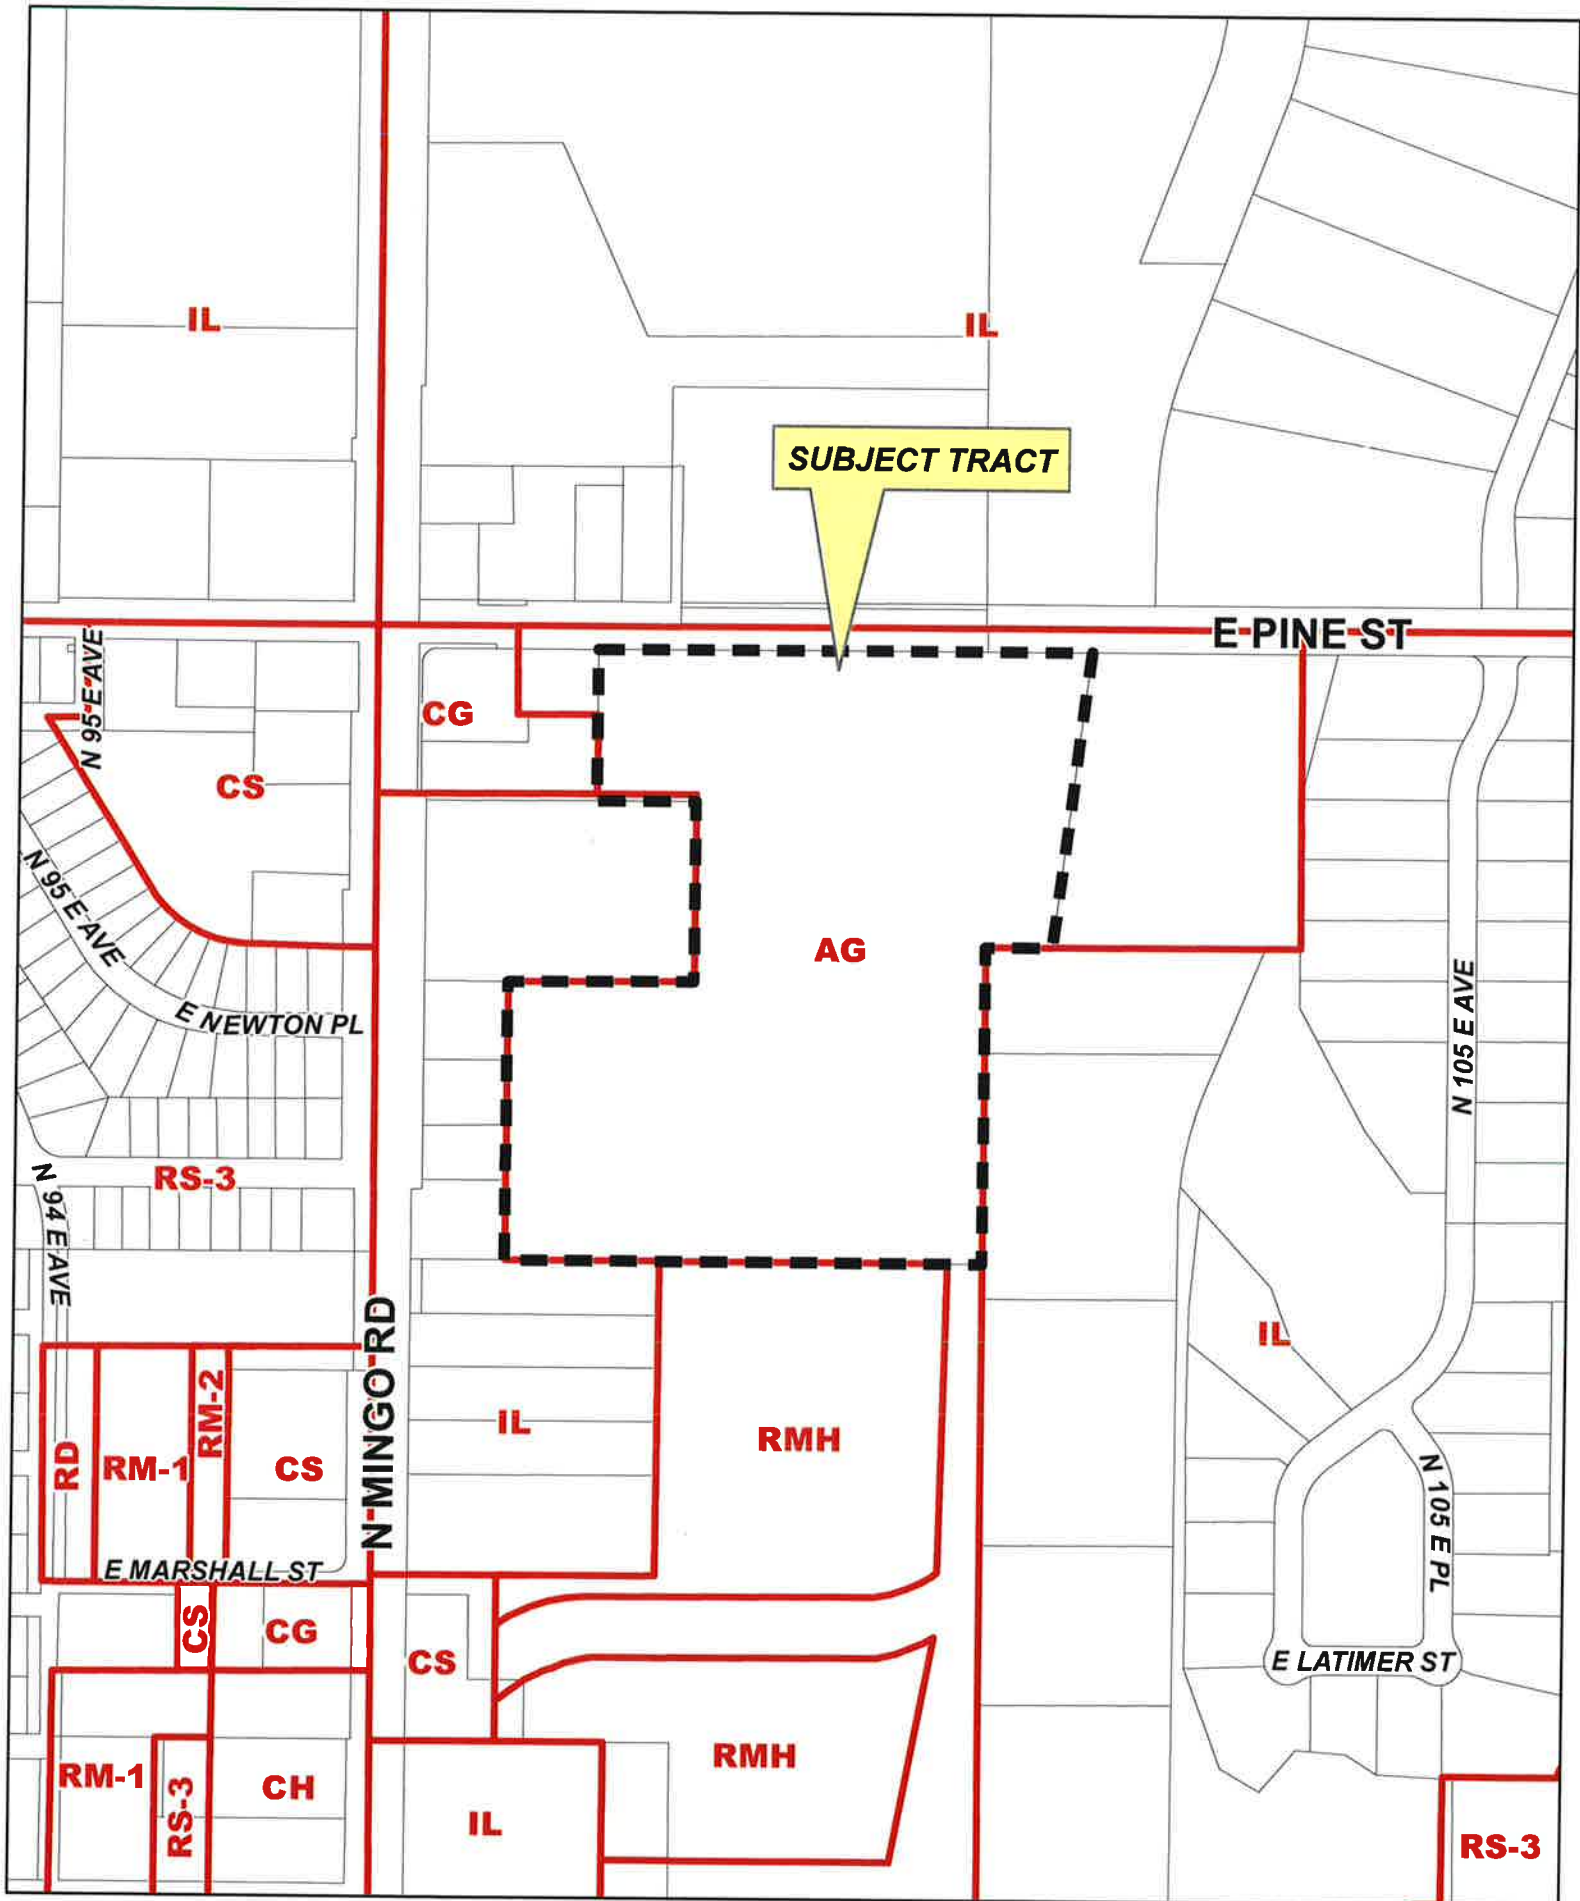 IL
IL
SUBJECT TRACT
E PINE ST
N 95 E AVE
CG
CS
N 95 E AVE
AG
E NEWTON PL
N 105 E AVE
RS-3
N 94 E AVE
N MINGO RD
IL
RM-2
IL
RMH
RD
RM-1
CS
N 105 E PL
E MARSHALL ST
CS
CG
CS
E LATIMER ST
RMH
RM-1
RS-3
CH
IL
RS-3